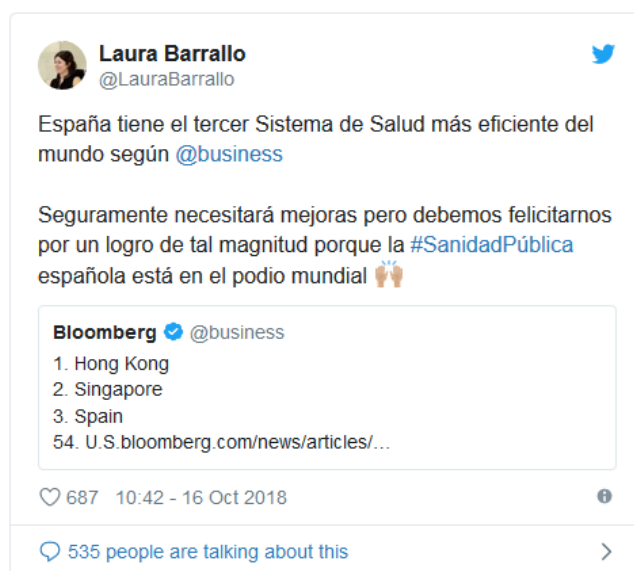 Laura Barrallo
@LauraBarrallo
España tiene el tercer Sistema de Salud más eficiente del
mundo según @business
Seguramente necesitará mejoras pero debemos felicitarnos
por un logro de tal magnitud porque la #SanidadPública
española está en el podio mundial 🙌🏼
Bloomberg @business
1. Hong Kong
2. Singapore
3. Spain
54. U.S.bloomberg.com/news/articles/…
687 10:42 - 16 Oct 2018
535 people are talking about this